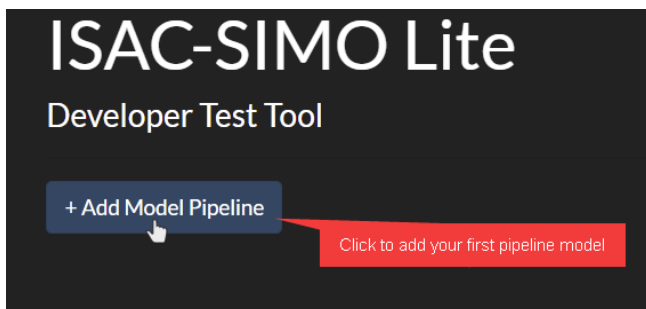 ISAC-SIMO Lite
Developer Test Tool
+ Add Model Pipeline
Click to add your first pipeline model